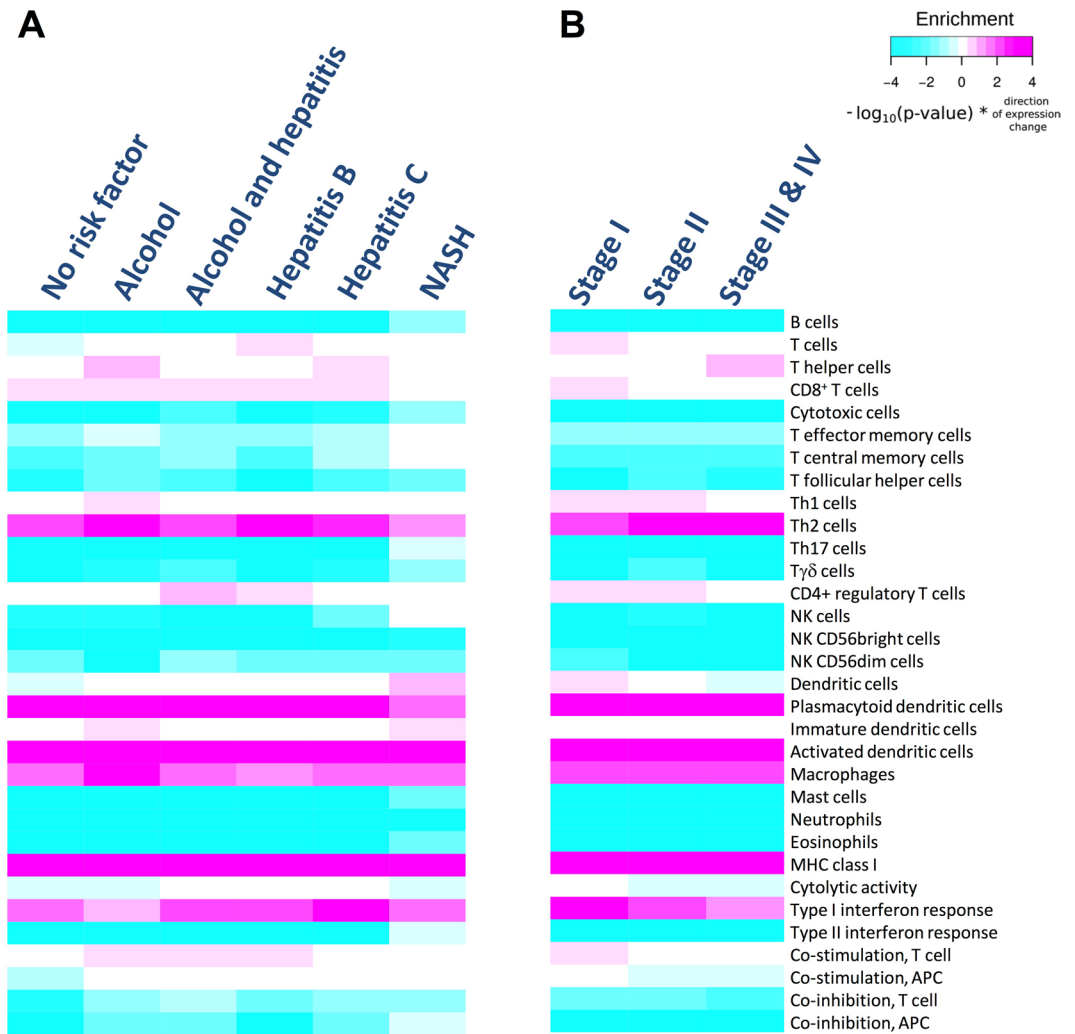 A
B
Enrichment
−4 −2 0 2 4
- log₁₀(p-value) * direction of expression change
No risk factor
Alcohol
Alcohol and hepatitis
Hepatitis B
Hepatitis C
NASH
Stage I
Stage II
Stage III & IV
B cells
T cells
T helper cells
CD8⁺ T cells
Cytotoxic cells
T effector memory cells
T central memory cells
T follicular helper cells
Th1 cells
Th2 cells
Th17 cells
Tγδ cells
CD4+ regulatory T cells
NK cells
NK CD56bright cells
NK CD56dim cells
Dendritic cells
Plasmacytoid dendritic cells
Immature dendritic cells
Activated dendritic cells
Macrophages
Mast cells
Neutrophils
Eosinophils
MHC class I
Cytolytic activity
Type I interferon response
Type II interferon response
Co-stimulation, T cell
Co-stimulation, APC
Co-inhibition, T cell
Co-inhibition, APC